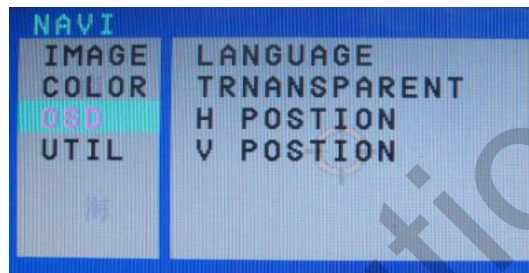 NAVI
IMAGE
COLOR
OSD
UTIL
LANGUAGE
TRNANSPARENT
H POSTION
V POSTION